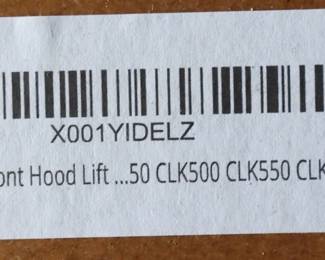 X001YIDELZ
ont Hood Lift ...50 CLK500 CLK550 CLK